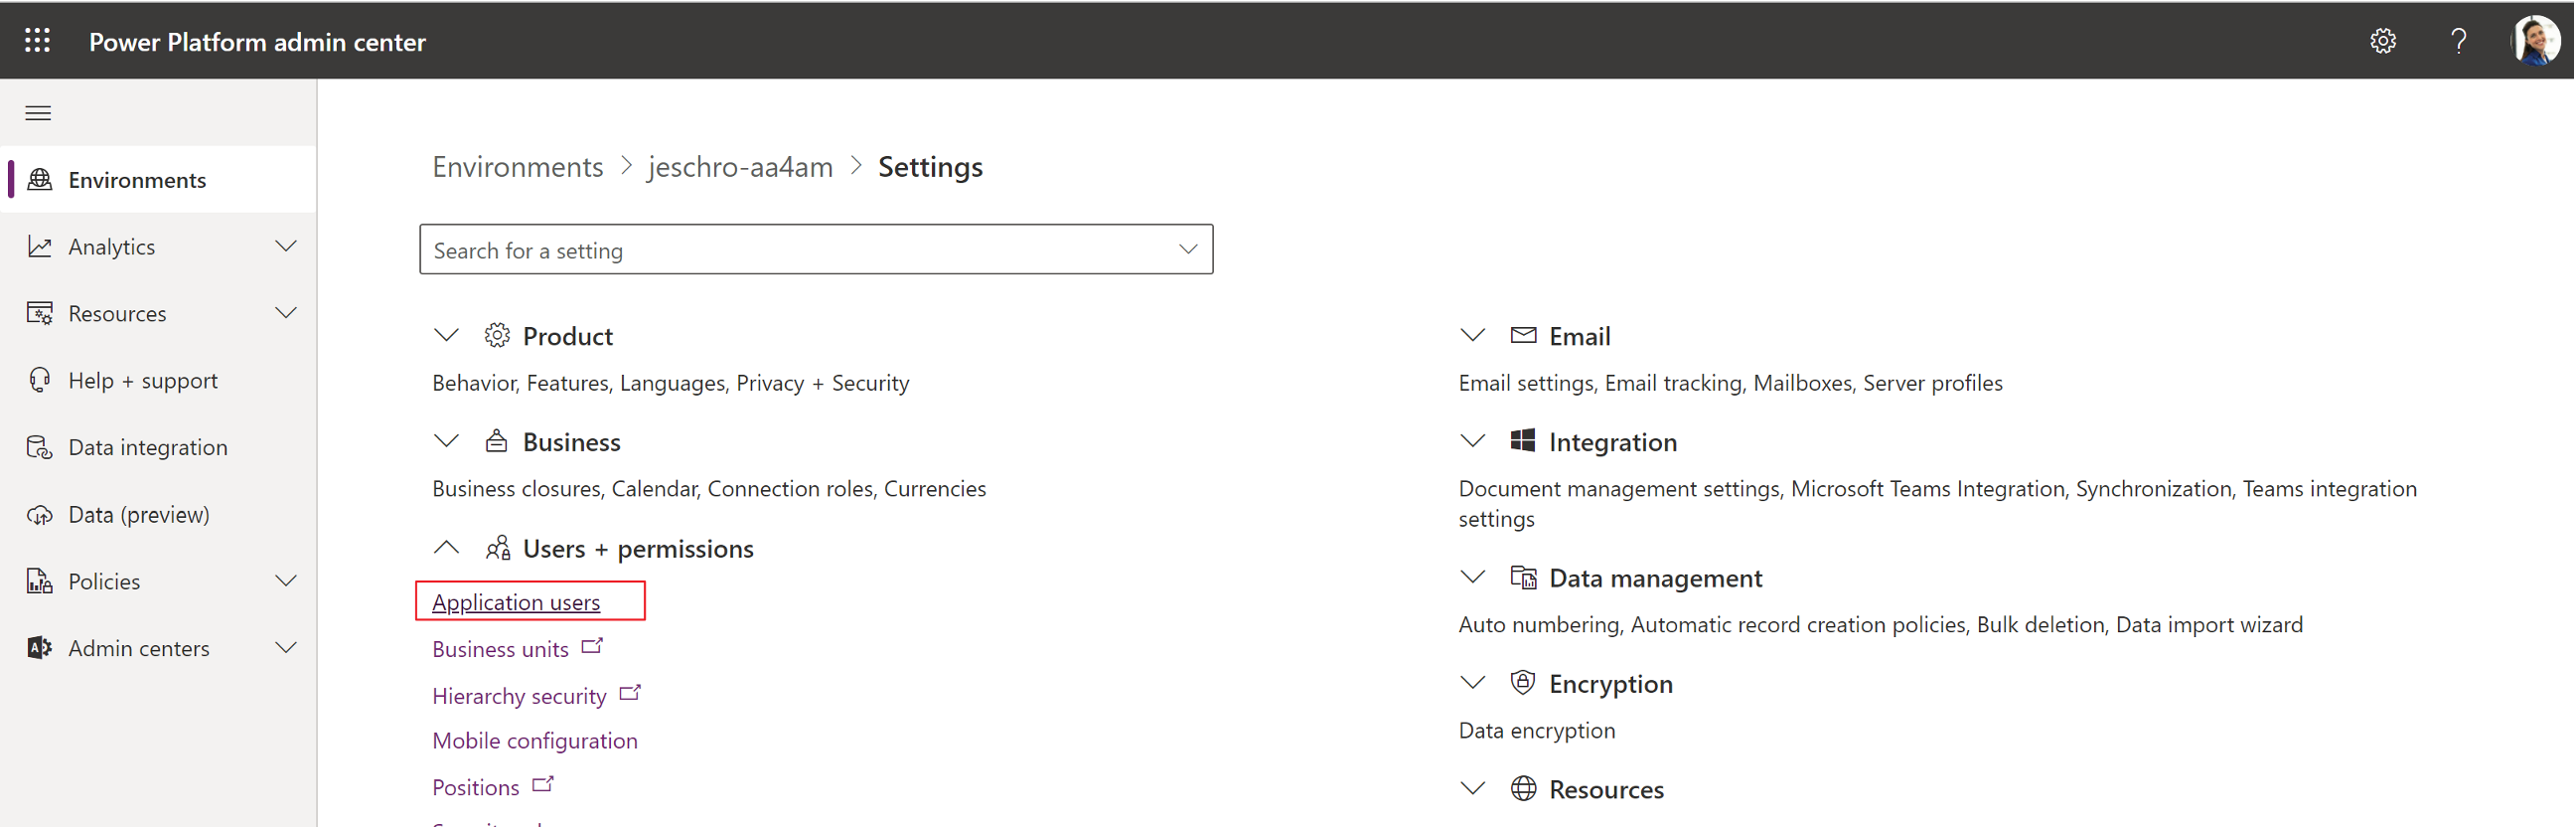 Power Platform admin center
?
Environments
Analytics
Resources
Help + support
Data integration
Data (preview)
Policies
Admin centers
Environments > jeschro-aa4am > Settings
Search for a setting
Product
Behavior, Features, Languages, Privacy + Security
Business
Business closures, Calendar, Connection roles, Currencies
Users + permissions
Application users
Business units
Hierarchy security
Mobile configuration
Positions
Email
Email settings, Email tracking, Mailboxes, Server profiles
Integration
Document management settings, Microsoft Teams Integration, Synchronization, Teams integration
settings
Data management
Auto numbering, Automatic record creation policies, Bulk deletion, Data import wizard
Encryption
Data encryption
Resources